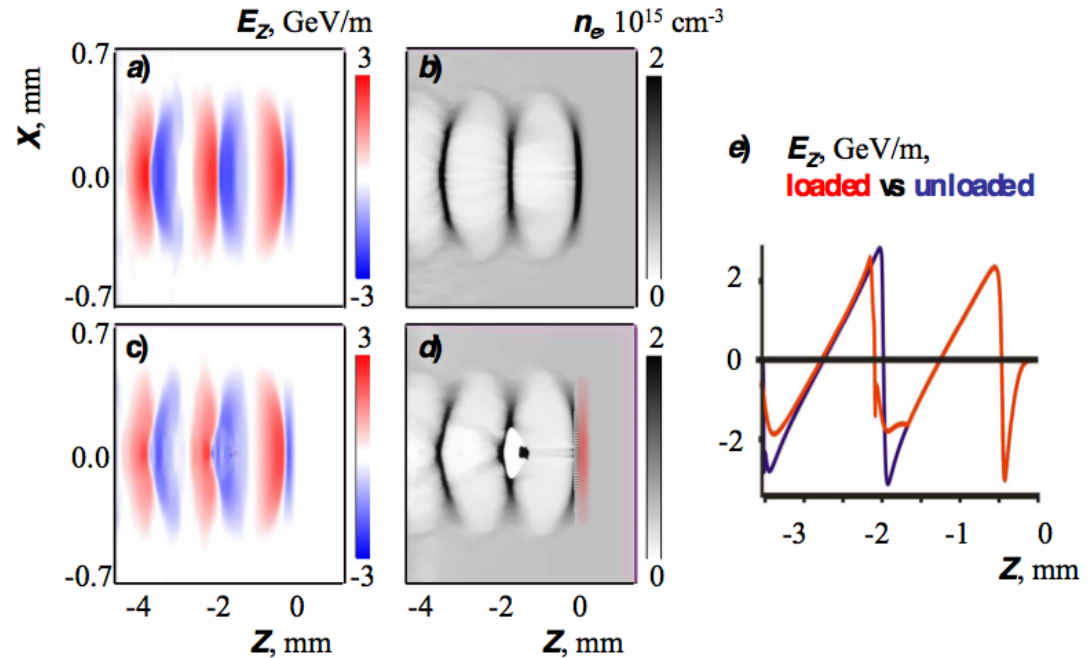 E_Z, GeV/m
n_e, 10^15 cm^-3
0.7
a)
3
b)
2
X, mm
0.0
-0.7
-3
0
e) E_Z, GeV/m,
loaded vs unloaded
0.7
c)
3
d)
2
0.0
-0.7
-3
0
-4 -2 0
-4 -2 0
Z, mm
Z, mm
2
0
-2
-3 -2 -1 0
Z, mm